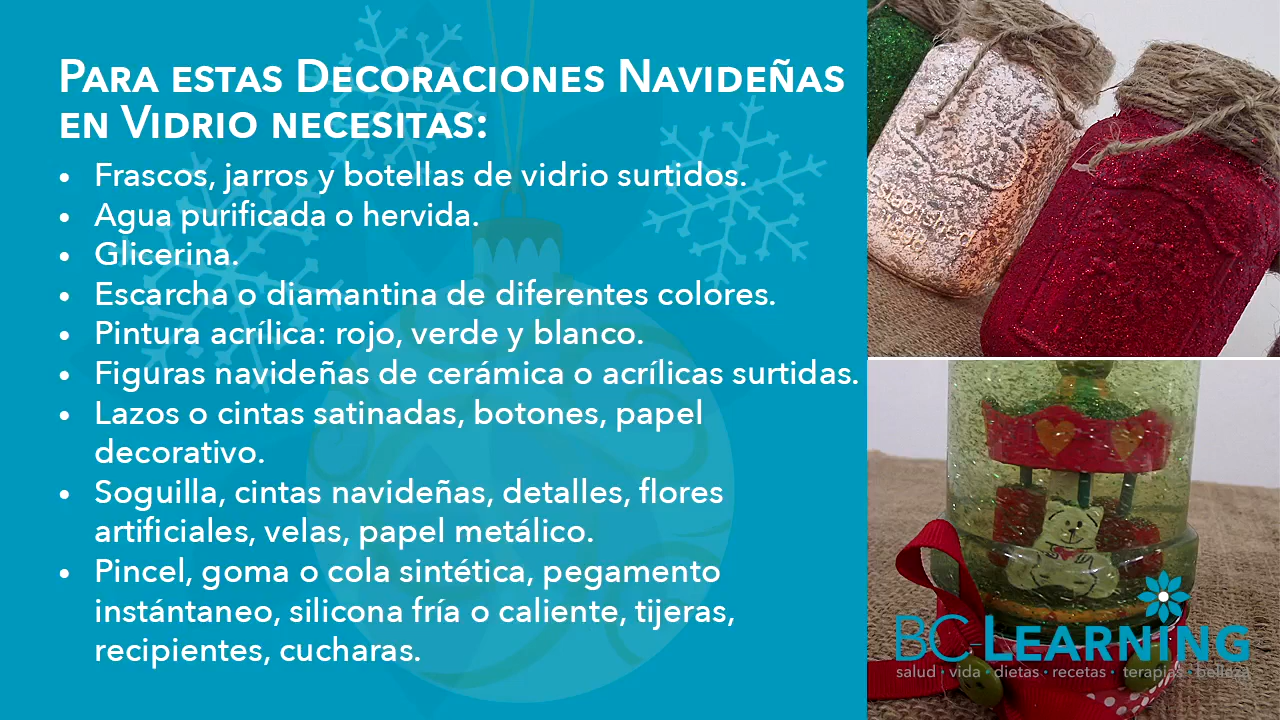 Para estas Decoraciones Navideñas
en Vidrio necesitas:
• Frascos, jarros y botellas de vidrio surtidos.
• Agua purificada o hervida.
• Glicerina.
• Escarcha o diamantina de diferentes colores.
• Pintura acrílica: rojo, verde y blanco.
• Figuras navideñas de cerámica o acrílicas surtidas.
• Lazos o cintas satinadas, botones, papel
decorativo.
• Soguilla, cintas navideñas, detalles, flores
artificiales, velas, papel metálico.
• Pincel, goma o cola sintética, pegamento
instántaneo, silicona fría o caliente, tijeras,
recipientes, cucharas.
BC-Learning
salud · vida · dietas · recetas · terapias · belleza